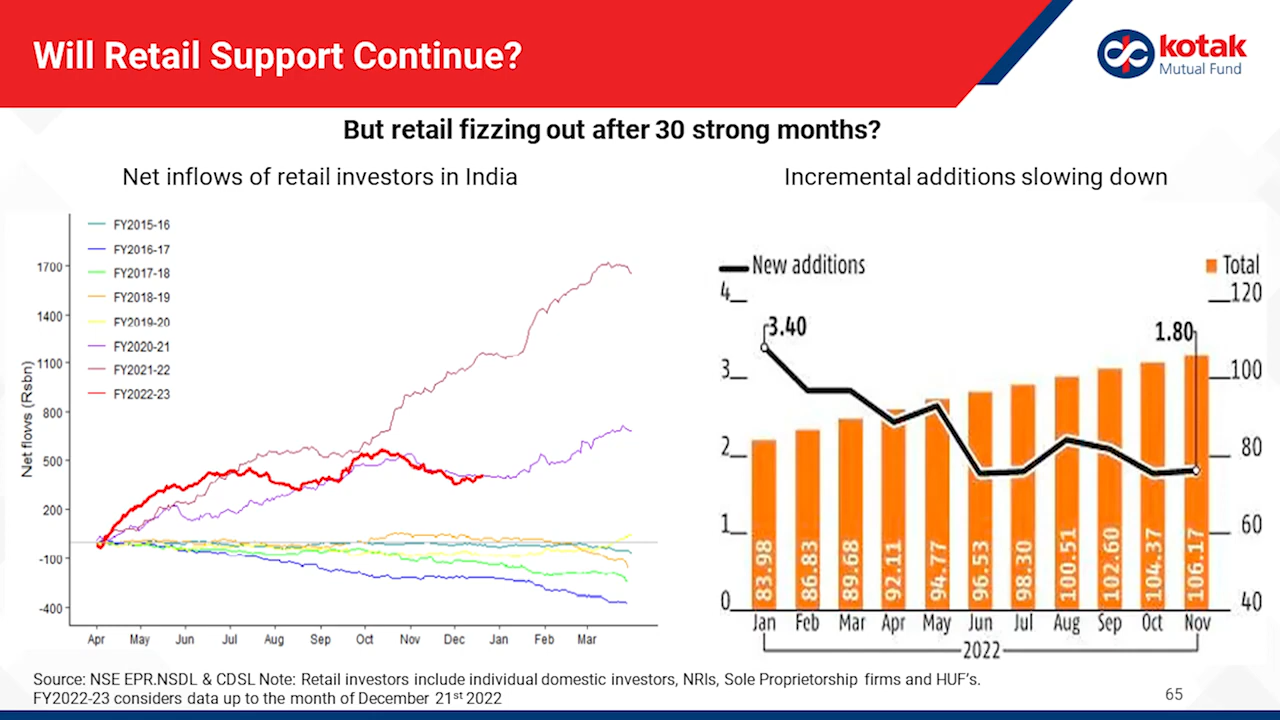 Will Retail Support Continue?
kotak
Mutual Fund
But retail fizzing out after 30 strong months?
Net inflows of retail investors in India
Incremental additions slowing down
Net flows (Rsbn)
1700
1400
1100
800
500
200
-100
-400
FY2015-16
FY2016-17
FY2017-18
FY2018-19
FY2019-20
FY2020-21
FY2021-22
FY2022-23
Apr May Jun Jul Aug Sep Oct Nov Dec Jan Feb Mar
New additions
Total
4
3
2
1
0
120
100
80
60
40
3.40
1.80
83.98 86.83 89.68 92.11 94.77 96.53 98.30 100.51 102.60 104.37 106.17
Jan Feb Mar Apr May Jun Jul Aug Sep Oct Nov
2022
Source: NSE EPR.NSDL & CDSL Note: Retail investors include individual domestic investors, NRIs, Sole Proprietorship firms and HUF's.
FY2022-23 considers data up to the month of December 21st 2022
65